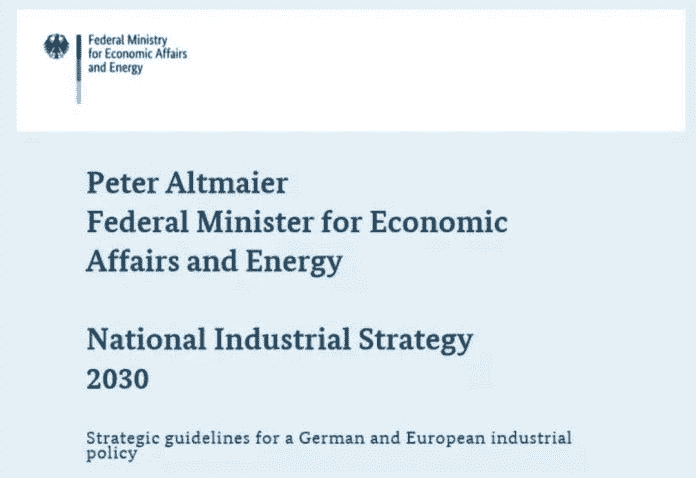 Federal Ministry
for Economic Affairs
and Energy
Peter Altmaier
Federal Minister for Economic
Affairs and Energy
National Industrial Strategy
2030
Strategic guidelines for a German and European industrial
policy